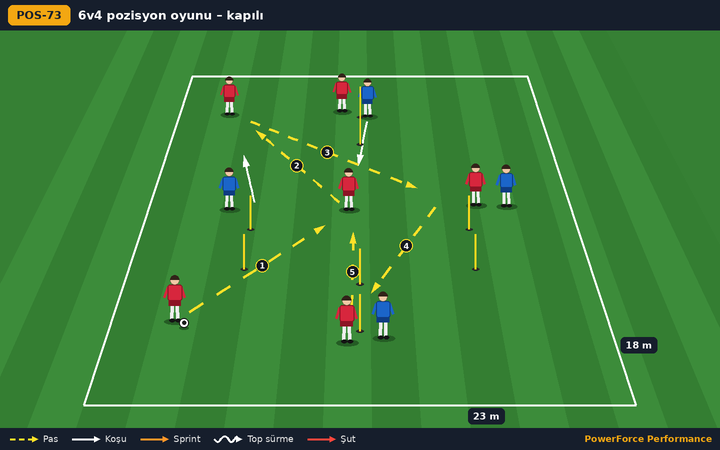 POS-73 6v4 pozisyon oyunu – kapılı
3
2
4
1
5
18 m
23 m
Pas Koşu Sprint Top sürme Şut PowerForce Performance